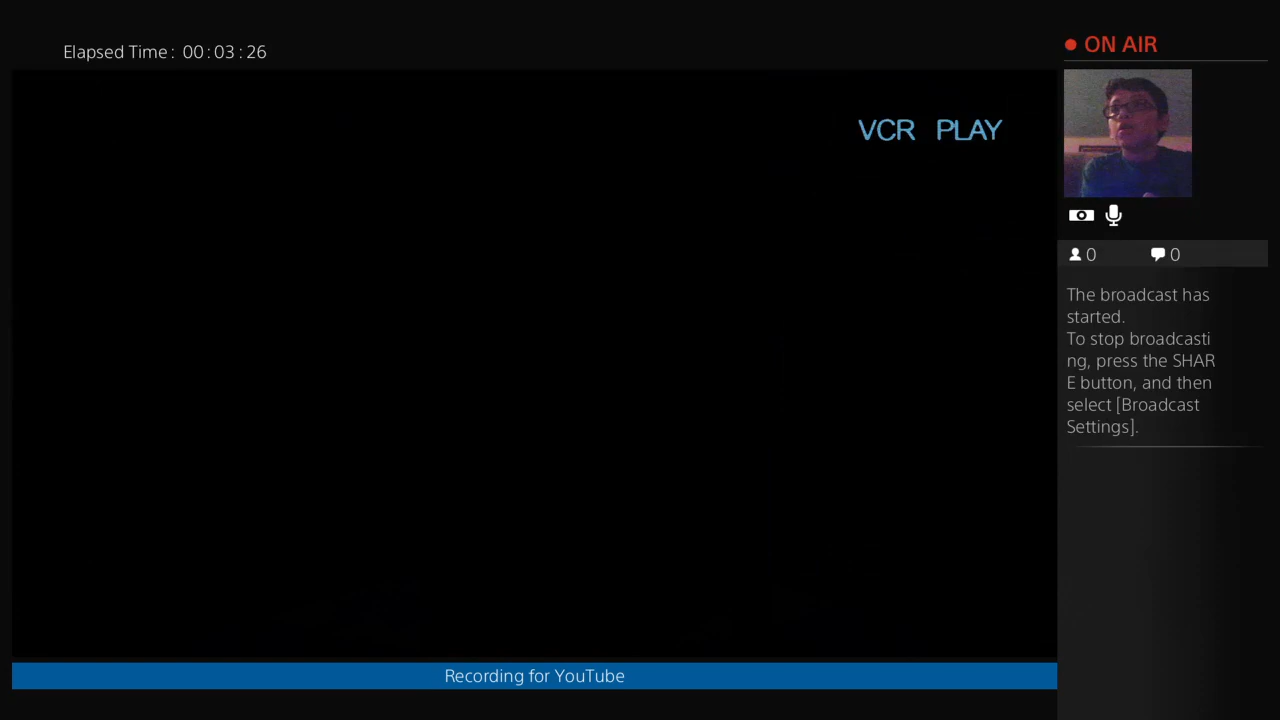 Elapsed Time: 00:03:26
ON AIR
VCR PLAY
0
0
The broadcast has
started.
To stop broadcasti
ng, press the SHAR
E button, and then
select [Broadcast
Settings].
Recording for YouTube